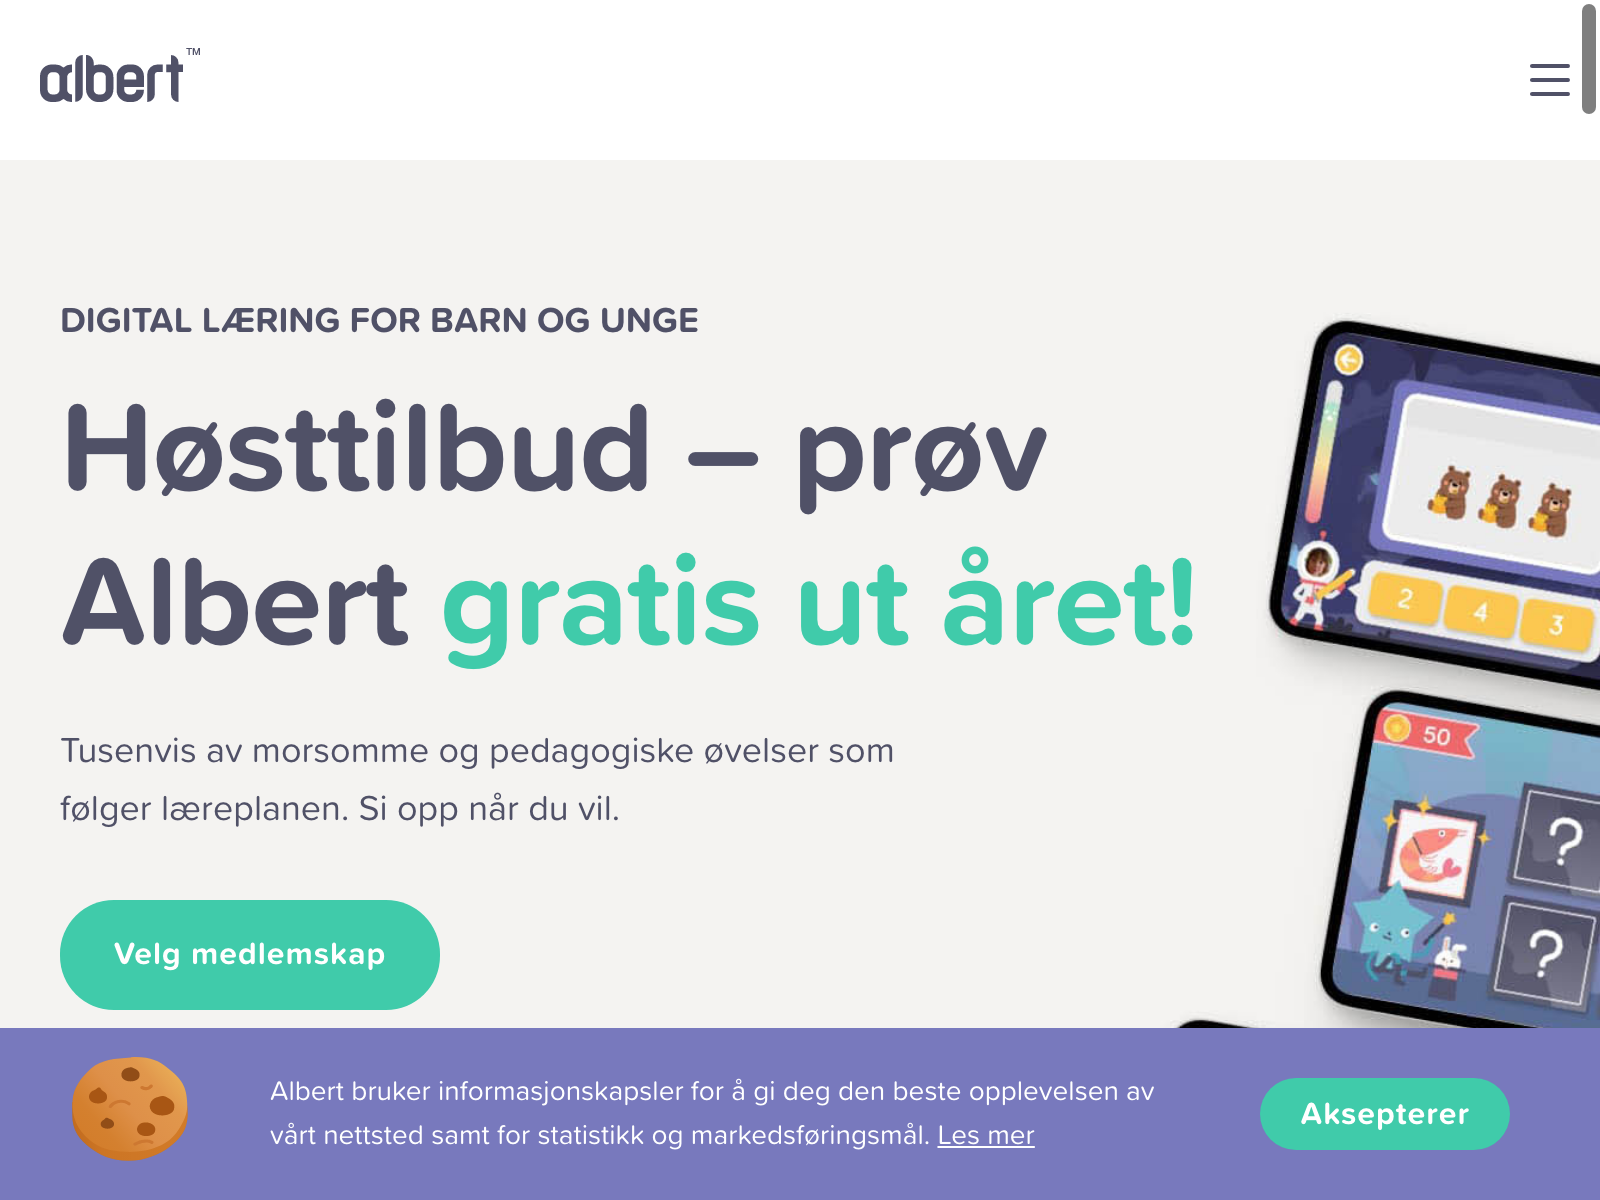 albert™
DIGITAL LÆRING FOR BARN OG UNGE
Høsttilbud – prøv
Albert gratis ut året!
Tusenvis av morsomme og pedagogiske øvelser som
følger læreplanen. Si opp når du vil.
Velg medlemskap
2 4 3
50
? 
?
Albert bruker informasjonskapsler for å gi deg den beste opplevelsen av
vårt nettsted samt for statistikk og markedsføringsmål. Les mer
Aksepterer